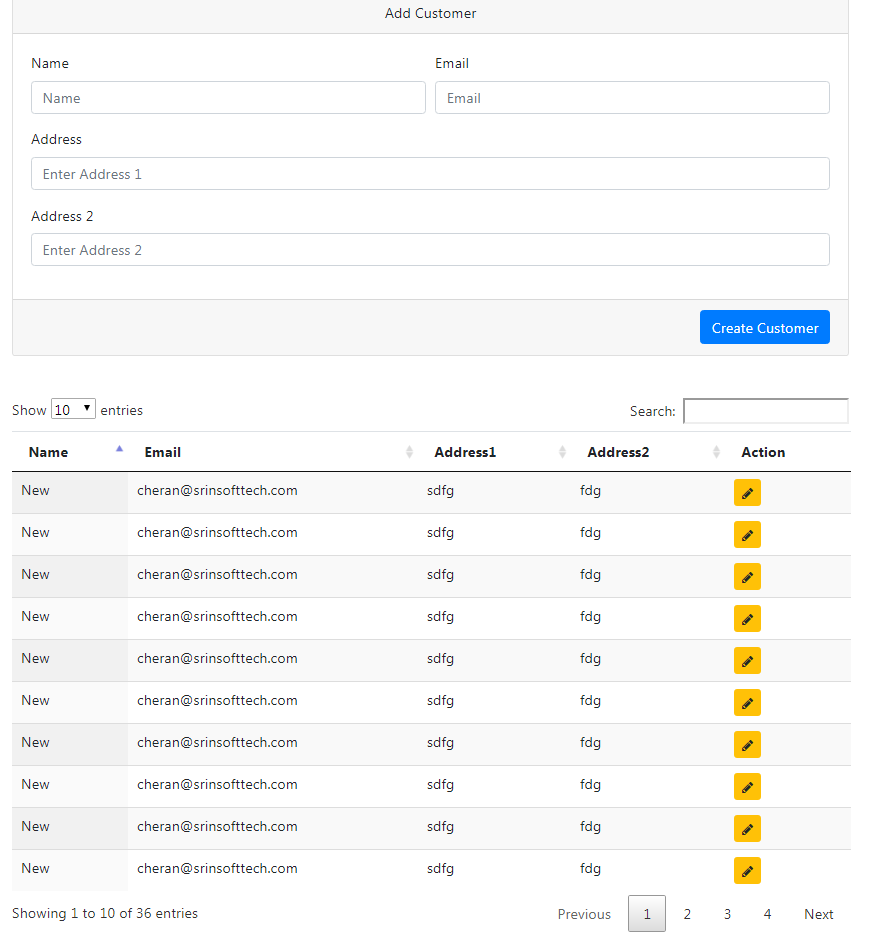 Add Customer
Name Email
Name Email
Address
Enter Address 1
Address 2
Enter Address 2
Create Customer
Show 10 entries Search:
Name Email Address1 Address2 Action
New cheran@srinsofttech.com sdfg fdg
New cheran@srinsofttech.com sdfg fdg
New cheran@srinsofttech.com sdfg fdg
New cheran@srinsofttech.com sdfg fdg
New cheran@srinsofttech.com sdfg fdg
New cheran@srinsofttech.com sdfg fdg
New cheran@srinsofttech.com sdfg fdg
New cheran@srinsofttech.com sdfg fdg
New cheran@srinsofttech.com sdfg fdg
New cheran@srinsofttech.com sdfg fdg
Showing 1 to 10 of 36 entries Previous 1 2 3 4 Next